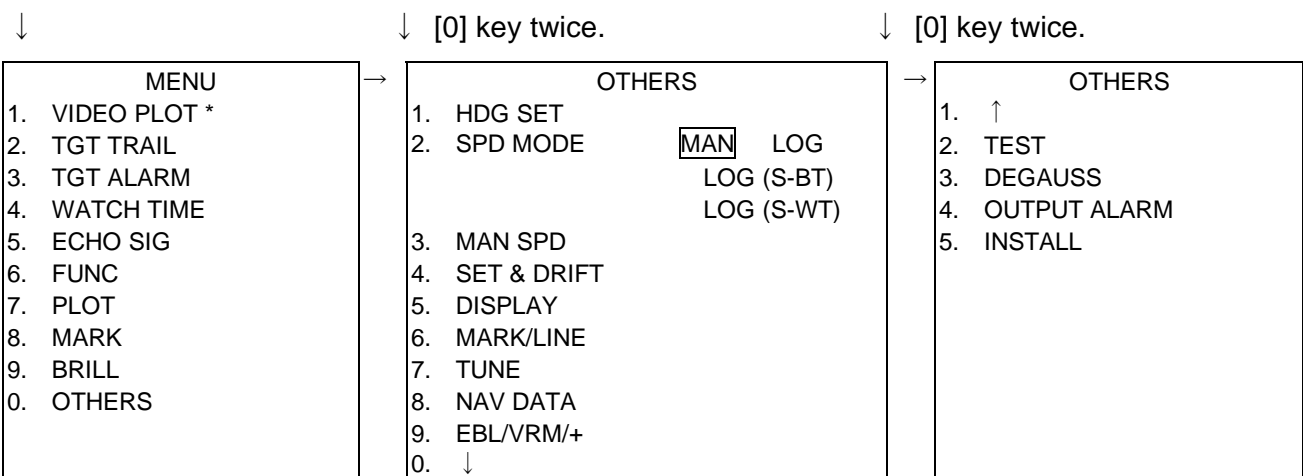 ↓ ↓ [0] key twice. ↓ [0] key twice.
MENU
1. VIDEO PLOT *
2. TGT TRAIL
3. TGT ALARM
4. WATCH TIME
5. ECHO SIG
6. FUNC
7. PLOT
8. MARK
9. BRILL
0. OTHERS
→
OTHERS
1. HDG SET
2. SPD MODE MAN LOG
LOG (S-BT)
LOG (S-WT)
3. MAN SPD
4. SET & DRIFT
5. DISPLAY
6. MARK/LINE
7. TUNE
8. NAV DATA
9. EBL/VRM/+
0. ↓
→
OTHERS
1. ↑
2. TEST
3. DEGAUSS
4. OUTPUT ALARM
5. INSTALL